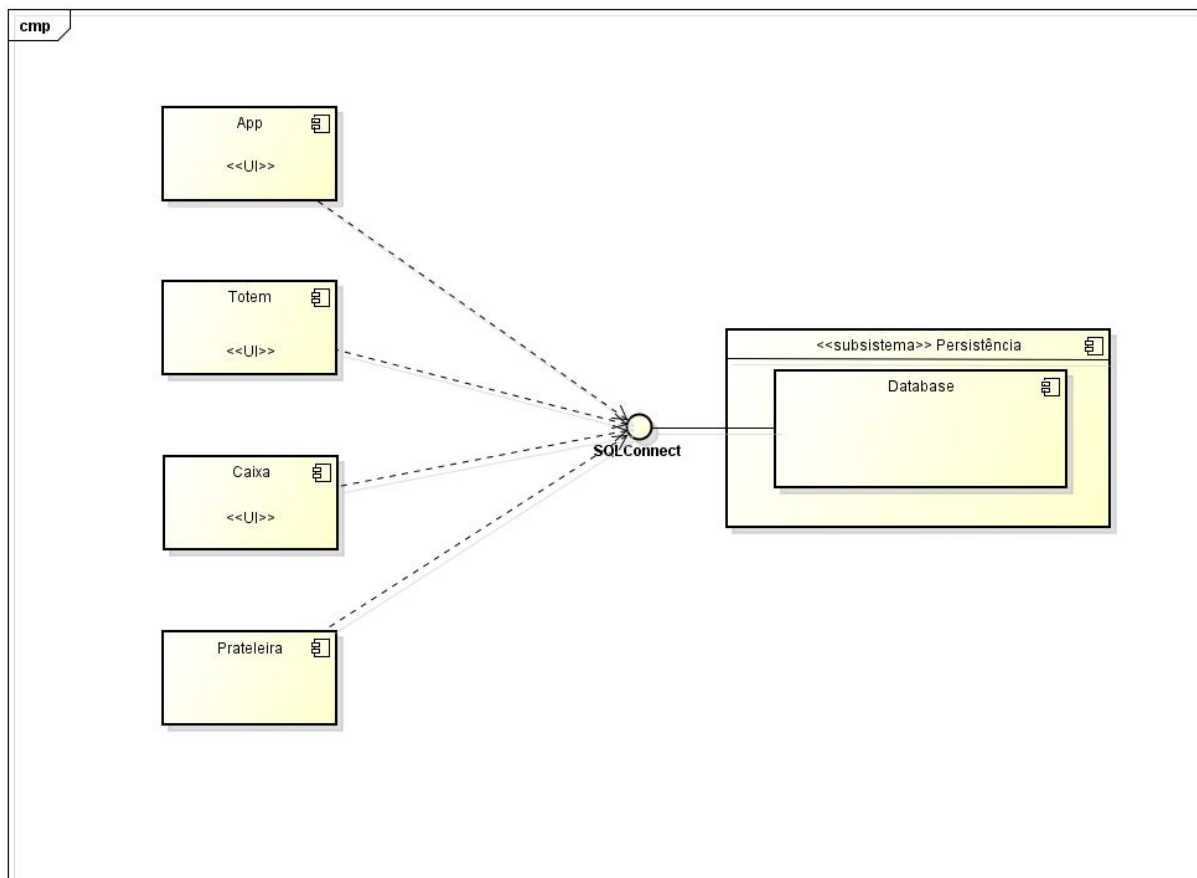 cmp
App
<<UI>>
Totem
<<UI>>
Caixa
<<UI>>
Prateleira
SQLConnect
<<subsistema>> Persistência
Database